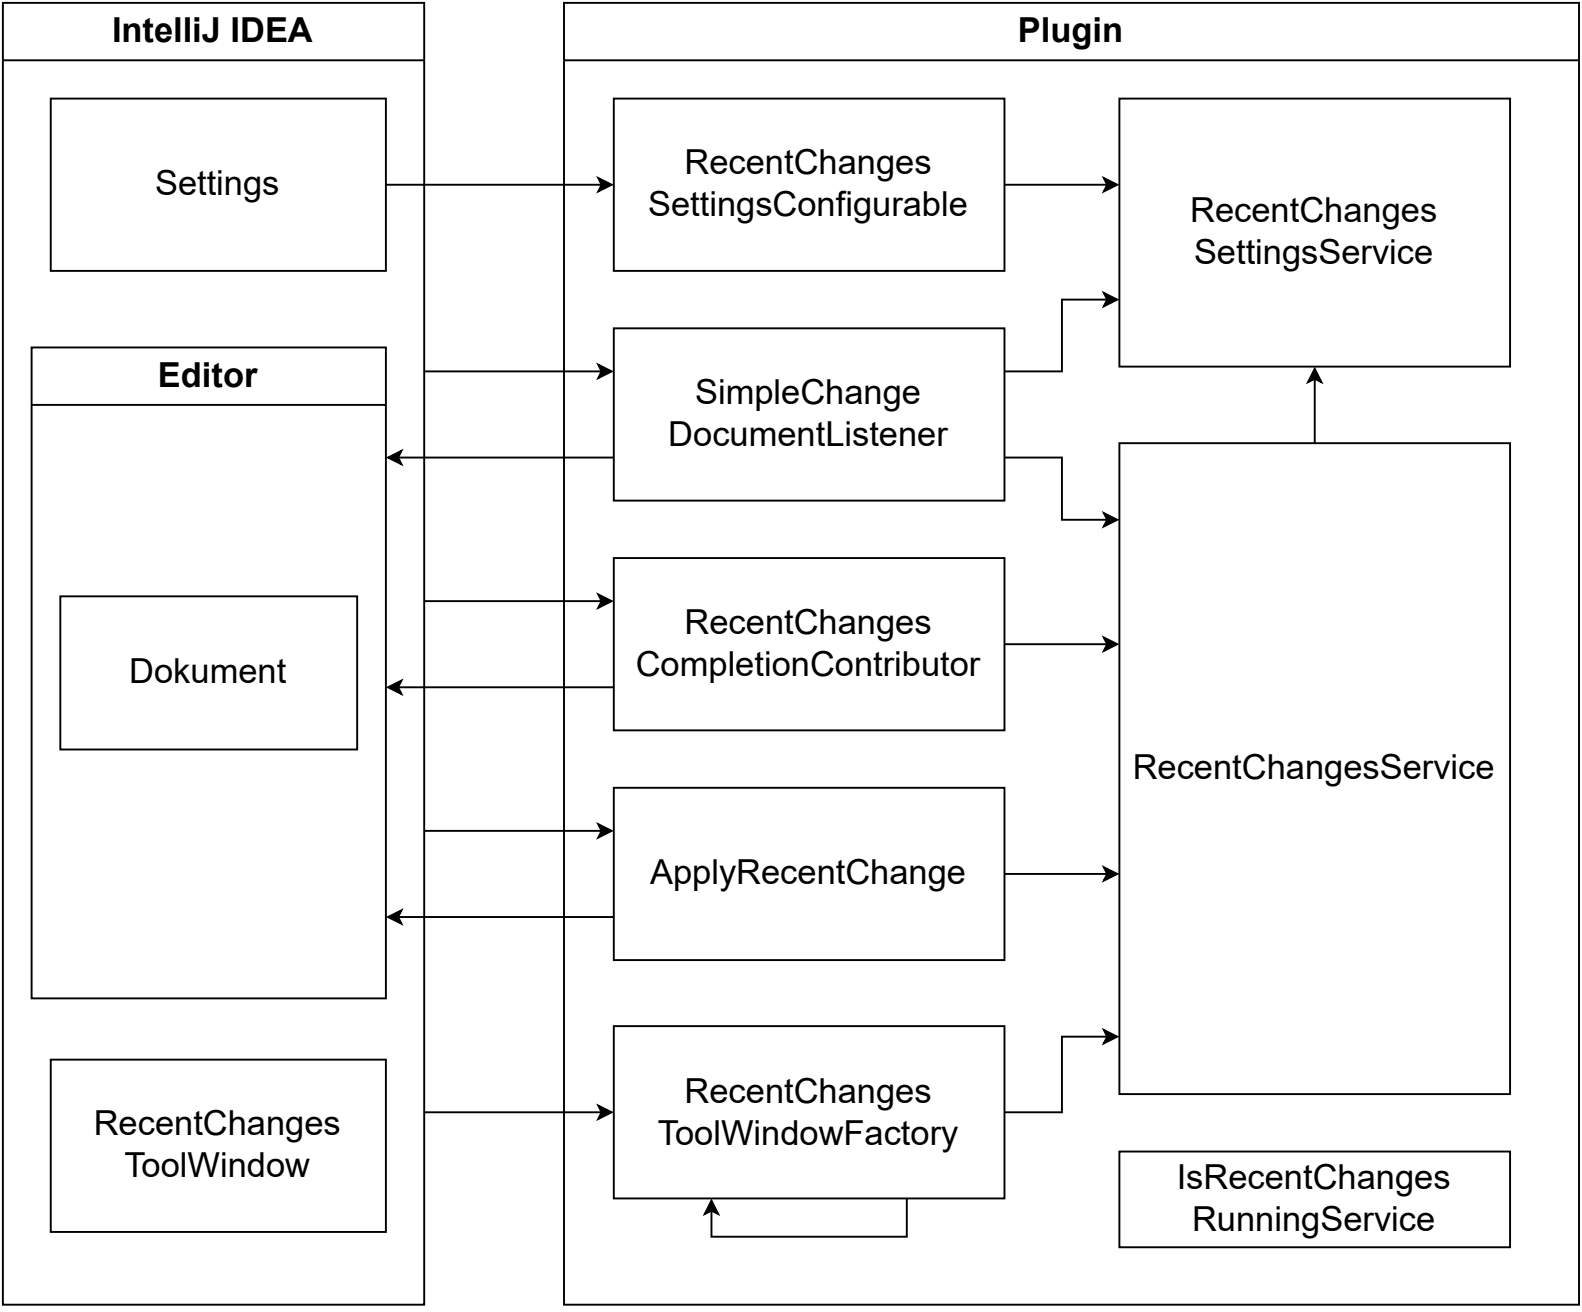 IntelliJ IDEA
Plugin
Settings
RecentChanges
SettingsConfigurable
RecentChanges
SettingsService
Editor
SimpleChange
DocumentListener
Dokument
RecentChanges
CompletionContributor
RecentChangesService
ApplyRecentChange
RecentChanges
ToolWindow
RecentChanges
ToolWindowFactory
IsRecentChanges
RunningService